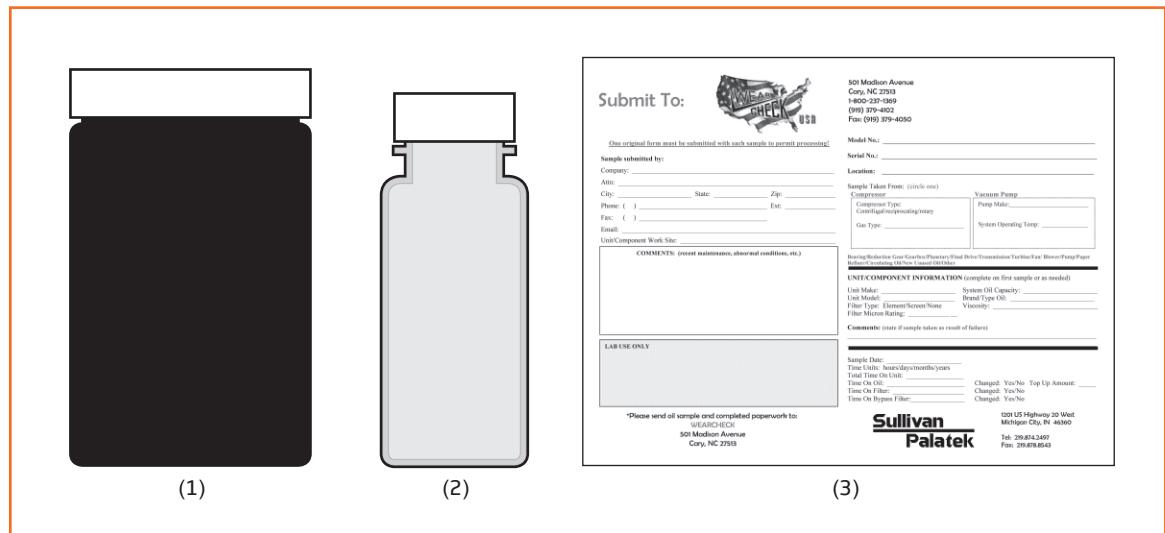 Submit To:
WEAR
CHECK
USA
One original form must be submitted with each sample to permit processing!
Sample submitted by:
Company:
Attn:
City: State: Zip:
Phone: ( ) Ext:
Fax: ( )
Email:
Unit/Component Work Site:
COMMENTS: (recent maintenance, abnormal conditions, etc.)
LAB USE ONLY
*Please send oil sample and completed paperwork to:
WEARCHECK
501 Madison Avenue
Cary, NC 27513
501 Madison Avenue
Cary, NC 27513
1-800-237-1369
(919) 379-4102
Fax: (919) 379-4050
Model No.:
Serial No.:
Location:
Sample Taken From: (circle one)
Compressor Vacuum Pump
Compressor Type:
Centrifugal/reciprocating/rotary
Gas Type:
Pump Make:
System Operating Temp:
Bearing/Reduction Gear/Gearbox/Planetary/Final Drive/Transmission/Turbine/Fan/ Blower/Pump/Paper
Refiner/Circulating Oil/New Unused Oil/Other
UNIT/COMPONENT INFORMATION (complete on first sample or as needed)
Unit Make: System Oil Capacity:
Unit Model: Brand/Type Oil:
Filter Type: Element/Screen/None Viscosity:
Filter Micron Rating:
Comments: (state if sample taken as result of failure)
Sample Date:
Time Units: hours/days/months/years
Total Time On Unit:
Time On Oil: Changed: Yes/No Top Up Amount:
Time On Filter: Changed: Yes/No
Time On Bypass Filter: Changed: Yes/No
Sullivan
Palatek
1201 US Highway 20 West
Michigan City, IN 46360
Tel: 219.874.2497
Fax: 219.878.8543
(1) (2) (3)